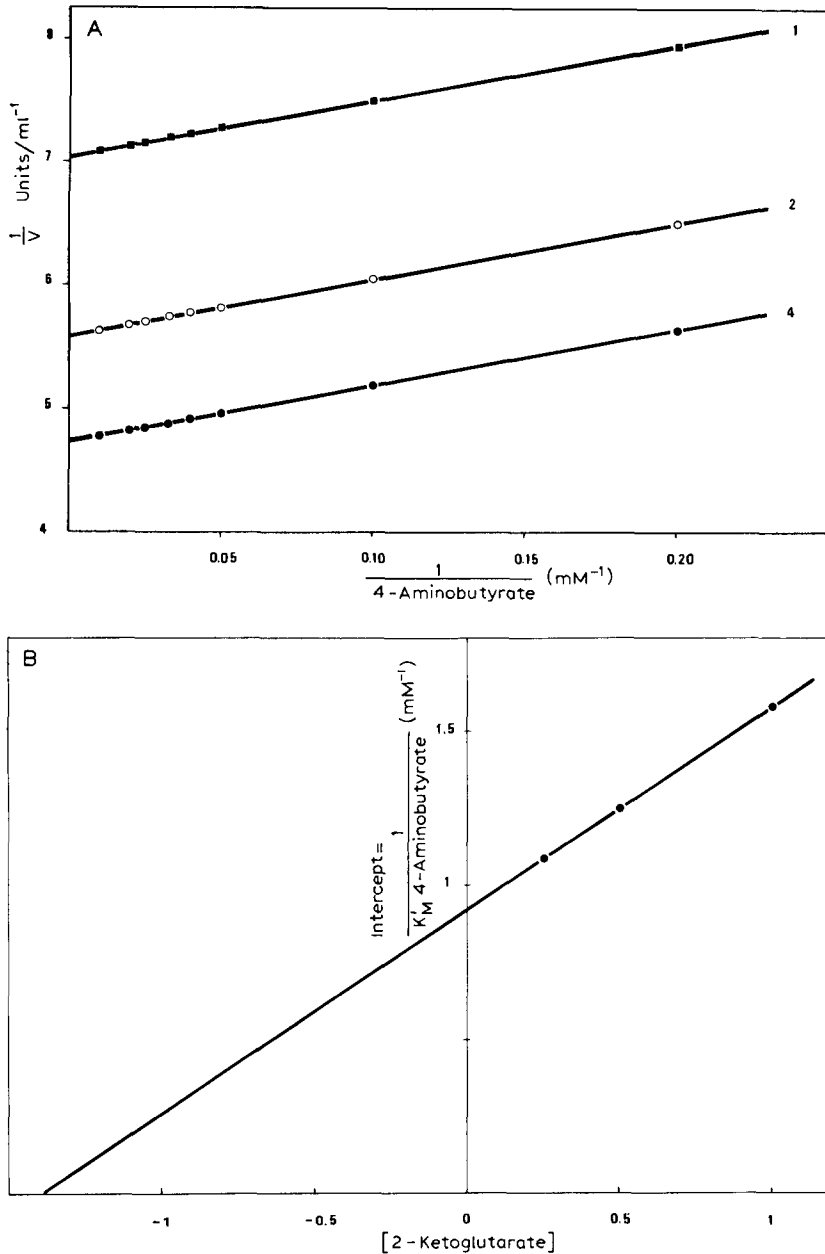 A
8
7
6
5
4
1/V Units/ml⁻¹
1
2
4
0.05
0.10
0.15
0.20
1
4-Aminobutyrate (mM⁻¹)
B
Intercept = 1
K'M 4-Aminobutyrate (mM⁻¹)
1.5
1
-1
-0.5
0
0.5
1
[2-Ketoglutarate]